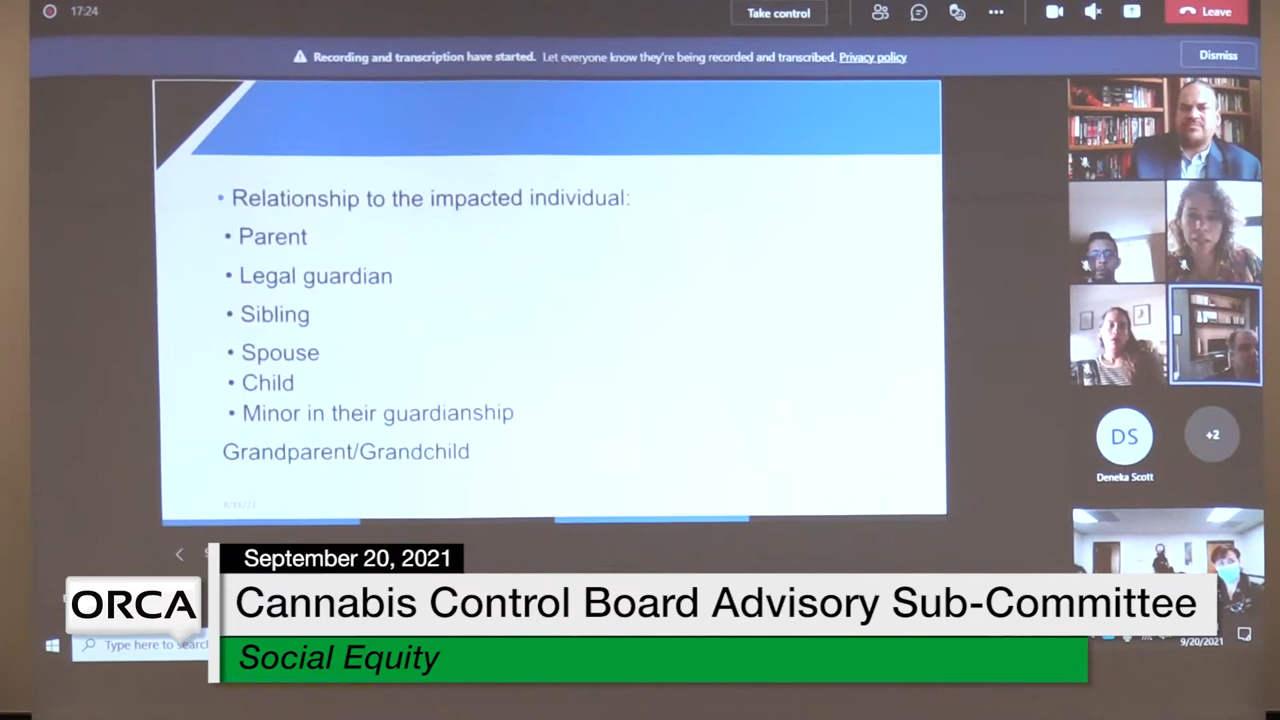 17:24
Take control
Leave
Recording and transcription have started. Let everyone know they're being recorded and transcribed. Privacy policy
Dismiss
• Relationship to the impacted individual:
• Parent
• Legal guardian
• Sibling
• Spouse
• Child
• Minor in their guardianship
Grandparent/Grandchild
DS
+2
Deneka Scott
September 20, 2021
ORCA
Cannabis Control Board Advisory Sub-Committee
Type here to search
9/20/2021
Social Equity